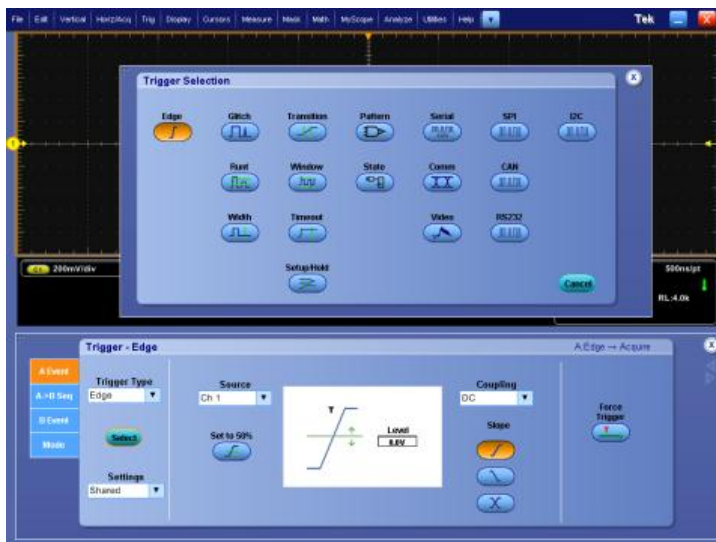 File Edit Vertical Horiz/Acq Trig Display Cursors Measure Mask Math MyScope Analyze Utilities Help Tek
Trigger Selection
Edge Glitch Transition Pattern Serial SPI I2C
Runt Window State Comm CAN
Width Timeout Video RS232
Setup/Hold
Cancel
200mV/div 500ns/pt
RL:4.0k
Trigger - Edge A:Edge → Acquire
A Event
A->B Seq
B Event
Mode
Trigger Type
Edge
Select
Settings
Shared
Source
Ch 1
Set to 50%
T
Level
0.0V
Coupling
DC
Slope
Force
Trigger